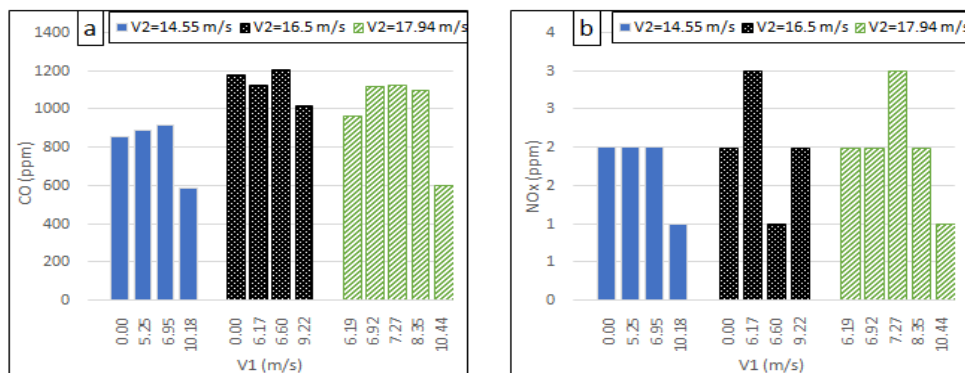 a
V2=14.55 m/s V2=16.5 m/s V2=17.94 m/s
1400
1200
1000
800
600
400
200
0
CO (ppm)
0.00 5.25 6.95 10.18 0.00 6.17 6.60 9.22 6.19 6.92 7.27 8.35 10.44
V1 (m/s)
b
V2=14.55 m/s V2=16.5 m/s V2=17.94 m/s
4
3
3
2
2
1
1
0
NOx (ppm)
0.00 5.25 6.95 10.18 0.00 6.17 6.60 9.22 6.19 6.92 7.27 8.35 10.44
V1 (m/s)